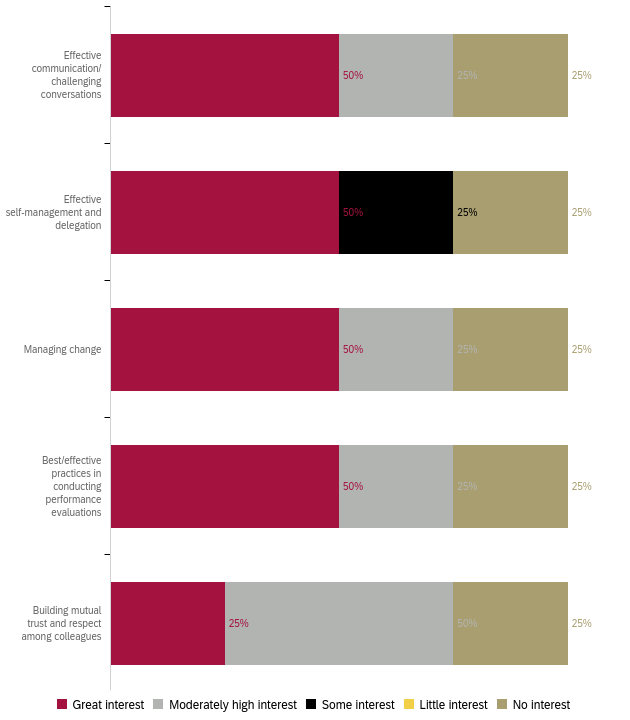 Effective
communication/
challenging
conversations
50%
25%
25%
Effective
self-management and
delegation
50%
25%
25%
Managing change
50%
25%
25%
Best/effective
practices in
conducting
performance
evaluations
50%
25%
25%
Building mutual
trust and respect
among colleagues
25%
50%
25%
Great interest Moderately high interest Some interest Little interest No interest